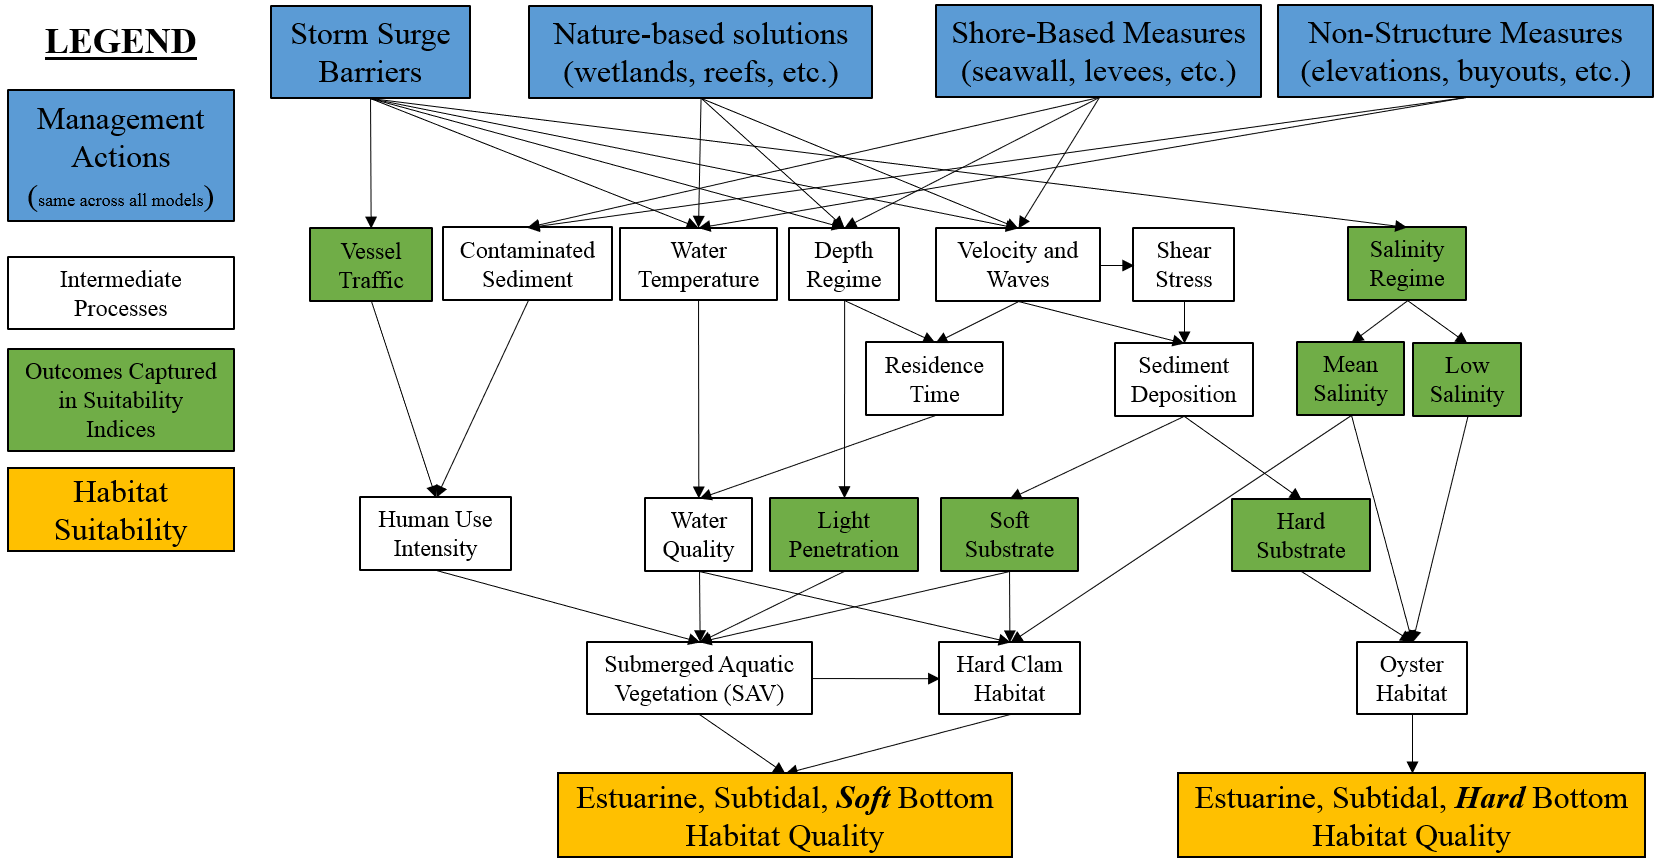 LEGEND
Management
Actions
(same across all models)
Intermediate
Processes
Outcomes Captured
in Suitability
Indices
Habitat
Suitability
Storm Surge
Barriers
Nature-based solutions
(wetlands, reefs, etc.)
Shore-Based Measures
(seawall, levees, etc.)
Non-Structure Measures
(elevations, buyouts, etc.)
Vessel
Traffic
Contaminated
Sediment
Water
Temperature
Depth
Regime
Velocity and
Waves
Shear
Stress
Salinity
Regime
Residence
Time
Sediment
Deposition
Mean
Salinity
Low
Salinity
Human Use
Intensity
Water
Quality
Light
Penetration
Soft
Substrate
Hard
Substrate
Submerged Aquatic
Vegetation (SAV)
Hard Clam
Habitat
Oyster
Habitat
Estuarine, Subtidal, Soft Bottom
Habitat Quality
Estuarine, Subtidal, Hard Bottom
Habitat Quality